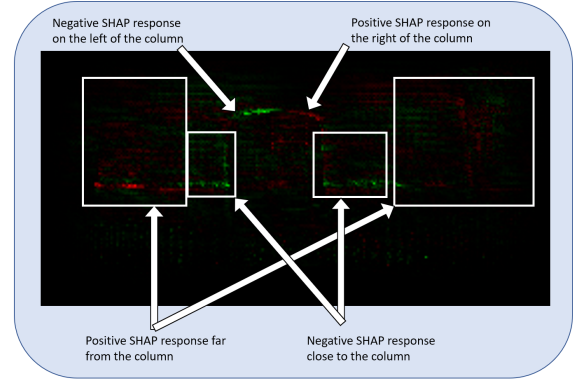 Negative SHAP response
on the left of the column
Positive SHAP response on
the right of the column
Positive SHAP response far
from the column
Negative SHAP response
close to the column